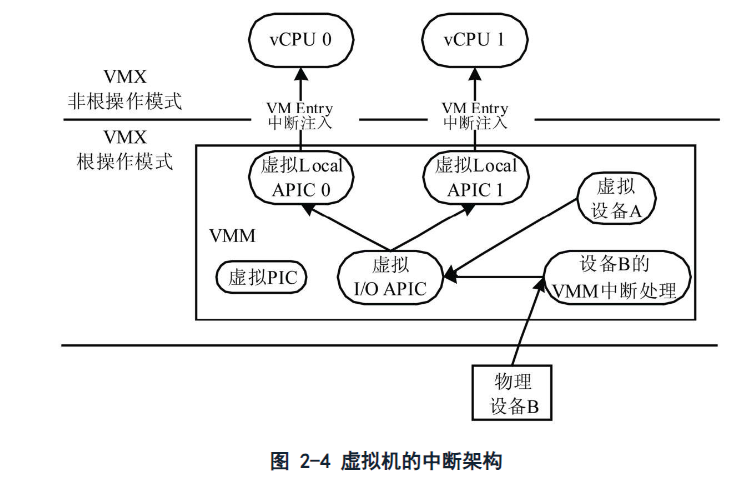 vCPU 0
vCPU 1
VMX
非根操作模式
VM Entry
中断注入
VM Entry
中断注入
VMX
根操作模式
虚拟Local
APIC 0
虚拟Local
APIC 1
虚拟
设备A
VMM
虚拟PIC
虚拟
I/O APIC
设备B的
VMM中断处理
物理
设备B
图 2-4 虚拟机的中断架构